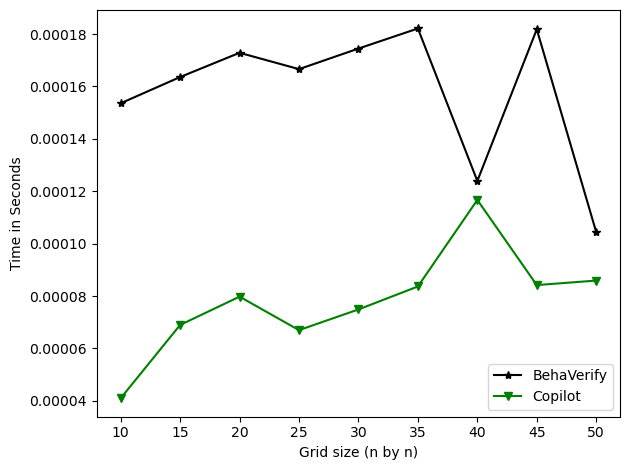 0.00018
0.00016
0.00014
0.00012
0.00010
0.00008
0.00006
0.00004
Time in Seconds
10 15 20 25 30 35 40 45 50
Grid size (n by n)
BehaVerify
Copilot